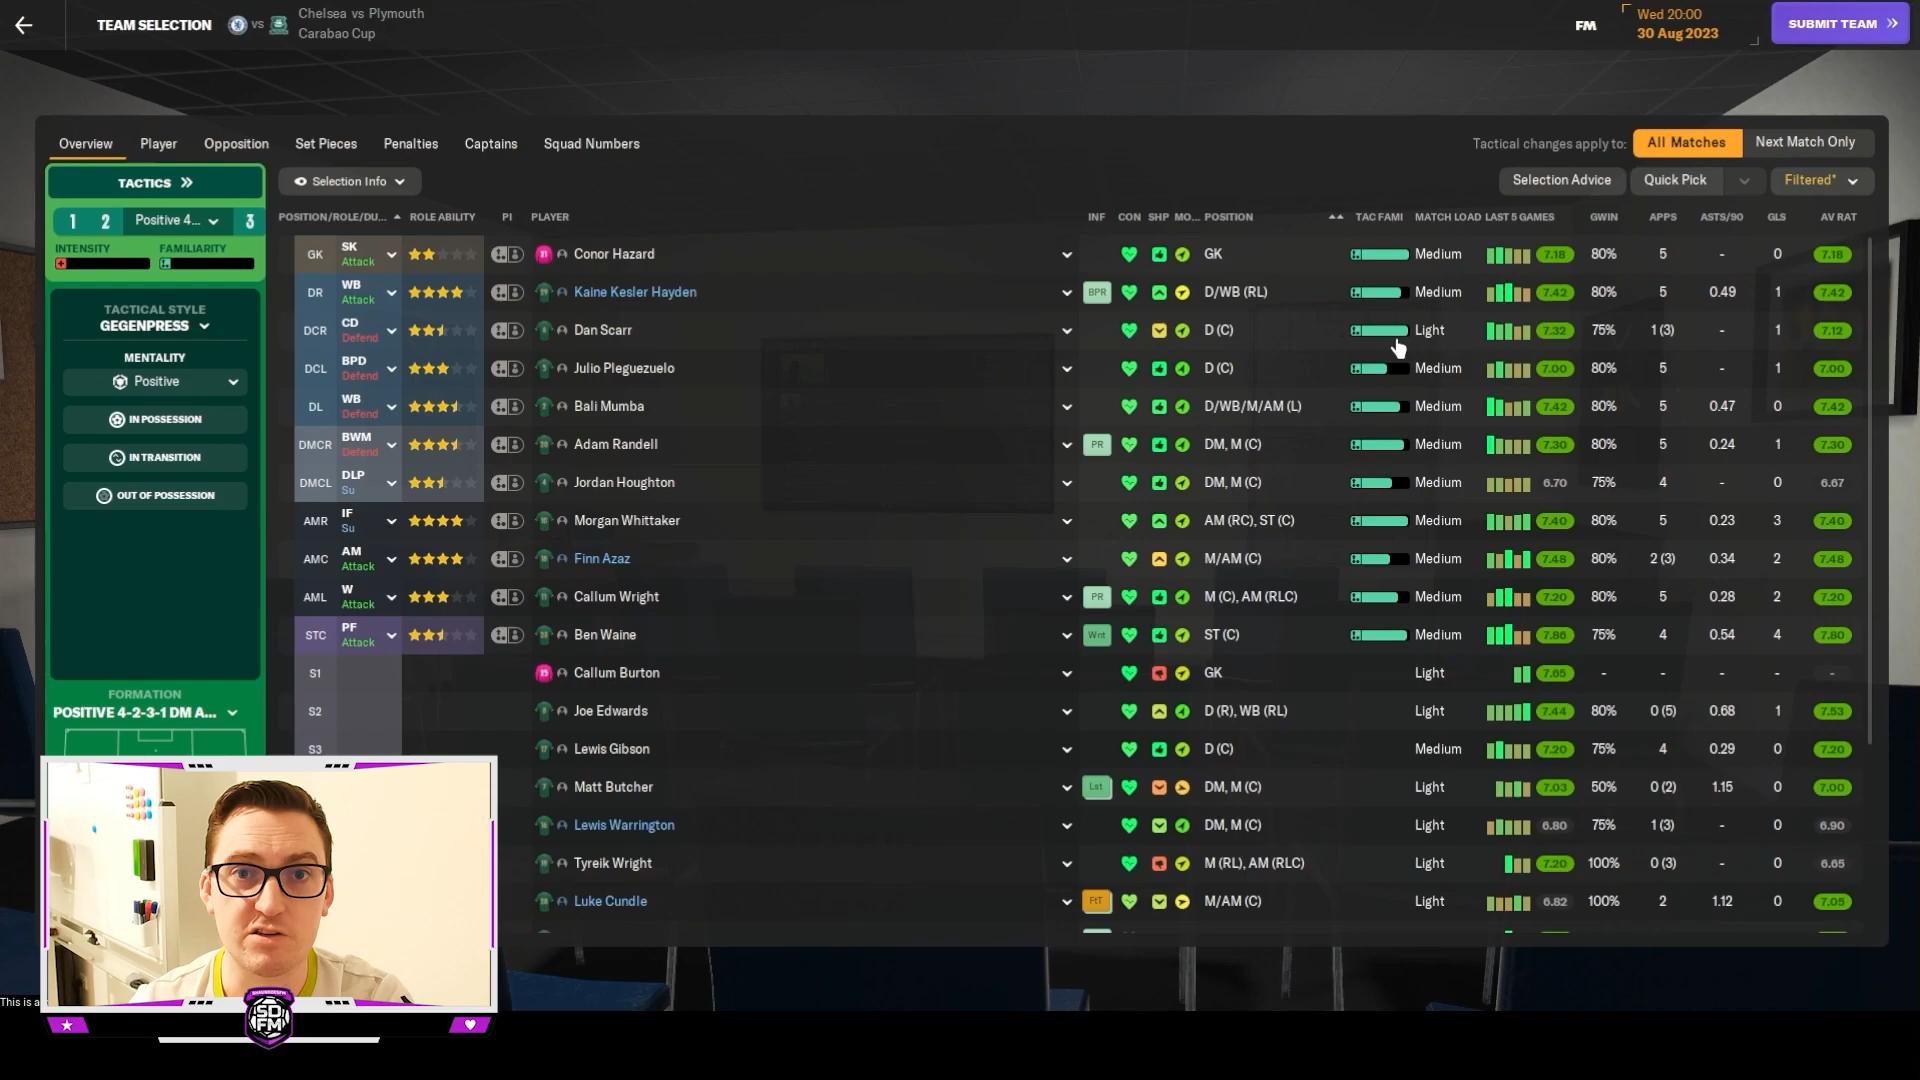 TEAM SELECTION vs Chelsea vs Plymouth
Carabao Cup
FM Wed 20:00
30 Aug 2023
SUBMIT TEAM
Overview Player Opposition Set Pieces Penalties Captains Squad Numbers
Tactical changes apply to: All Matches Next Match Only
TACTICS
Selection Info
Selection Advice Quick Pick Filtered*
1 2 Positive 4... 3
INTENSITY FAMILIARITY
TACTICAL STYLE
GEGENPRESS
MENTALITY
Positive
IN POSSESSION
IN TRANSITION
OUT OF POSSESSION
FORMATION
POSITIVE 4-2-3-1 DM A...
POSITION/ROLE/DU... ROLE ABILITY PI PLAYER INF CON SHP MO... POSITION TAC FAMI MATCH LOAD LAST 5 GAMES GWIN APPS ASTS/90 GLS AV RAT
GK SK Attack Conor Hazard GK Medium 7.18 80% 5 - 0 7.18
DR WB Attack Kaine Kesler Hayden BPR D/WB (RL) Medium 7.42 80% 5 0.49 1 7.42
DCR CD Defend Dan Scarr D (C) Light 7.32 75% 1 (3) - 1 7.12
DCL BPD Defend Julio Pleguezuelo D (C) Medium 7.00 80% 5 - 1 7.00
DL WB Defend Bali Mumba D/WB/M/AM (L) Medium 7.42 80% 5 0.47 0 7.42
DMCR BWM Defend Adam Randell PR DM, M (C) Medium 7.30 80% 5 0.24 1 7.30
DMCL DLP Su Jordan Houghton DM, M (C) Medium 6.70 75% 4 - 0 6.67
AMR IF Su Morgan Whittaker AM (RC), ST (C) Medium 7.40 80% 5 0.23 3 7.40
AMC AM Attack Finn Azaz M/AM (C) Medium 7.48 80% 2 (3) 0.34 2 7.48
AML W Attack Callum Wright PR M (C), AM (RLC) Medium 7.20 80% 5 0.28 2 7.20
STC PF Attack Ben Waine Wnt ST (C) Medium 7.86 75% 4 0.54 4 7.80
S1 Callum Burton GK Light 7.65 - - - - -
S2 Joe Edwards D (R), WB (RL) Light 7.44 80% 0 (5) 0.68 1 7.53
S3 Lewis Gibson D (C) Medium 7.20 75% 4 0.29 0 7.20
Matt Butcher Lst DM, M (C) Light 7.03 50% 0 (2) 1.15 0 7.00
Lewis Warrington DM, M (C) Light 6.80 75% 1 (3) - 0 6.90
Tyreik Wright M (RL), AM (RLC) Light 7.20 100% 0 (3) - 0 6.65
Luke Cundle FtT M/AM (C) Light 6.82 100% 2 1.12 0 7.05
This is a
SD
FM